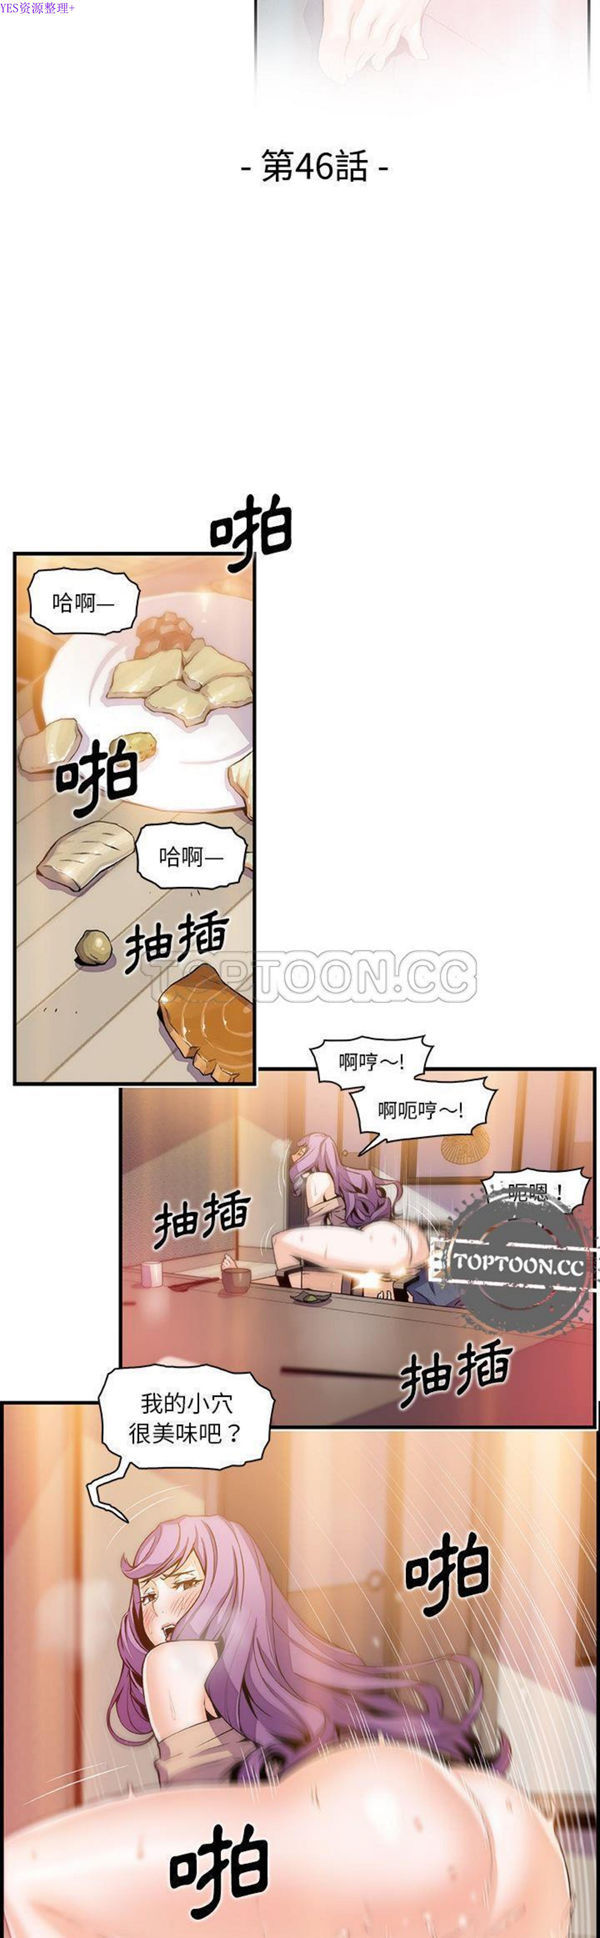 YES资源整理+
- 第46話 -
啪
哈啊—
啪
哈啊—
抽插
TOPTOON.CC
啊哼～!
啊呃哼～!
抽插
呃嗯！
TOPTOON.CC
抽插
我的小穴
很美味吧？
啪
啪